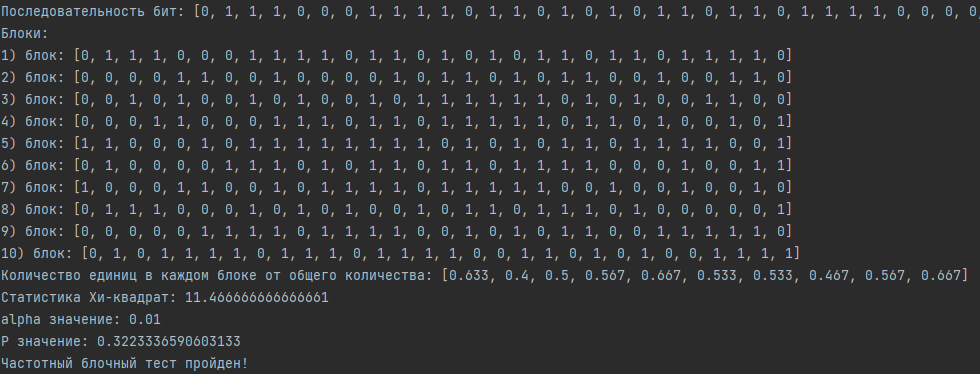 Последовательность бит: [0, 1, 1, 1, 0, 0, 0, 1, 1, 1, 1, 0, 1, 1, 0, 1, 0, 1, 0, 1, 1, 0, 1, 1, 0, 1, 1, 1, 1, 0, 0, 0, 0,
Блоки:
1) блок: [0, 1, 1, 1, 0, 0, 0, 1, 1, 1, 1, 0, 1, 1, 0, 1, 0, 1, 0, 1, 1, 0, 1, 1, 0, 1, 1, 1, 1, 0]
2) блок: [0, 0, 0, 0, 1, 1, 0, 0, 1, 0, 0, 0, 0, 1, 0, 1, 1, 0, 1, 0, 1, 1, 0, 0, 1, 0, 0, 1, 1, 0]
3) блок: [0, 0, 1, 0, 1, 0, 0, 1, 0, 1, 0, 0, 1, 0, 1, 1, 1, 1, 1, 1, 0, 1, 0, 1, 0, 0, 1, 1, 0, 0]
4) блок: [0, 0, 0, 1, 1, 0, 0, 0, 1, 1, 1, 0, 1, 1, 0, 1, 1, 1, 1, 1, 0, 1, 1, 0, 1, 0, 0, 1, 0, 1]
5) блок: [1, 1, 0, 0, 0, 1, 0, 1, 1, 1, 1, 1, 1, 1, 1, 0, 1, 0, 1, 0, 1, 1, 0, 1, 1, 1, 1, 0, 0, 1]
6) блок: [0, 1, 0, 0, 0, 0, 1, 1, 1, 0, 1, 0, 1, 1, 0, 1, 1, 0, 1, 1, 1, 1, 0, 0, 0, 1, 0, 0, 1, 1]
7) блок: [1, 0, 0, 0, 1, 1, 0, 0, 1, 0, 1, 1, 1, 1, 0, 1, 1, 1, 1, 1, 0, 0, 1, 0, 0, 1, 0, 0, 1, 0]
8) блок: [0, 1, 1, 1, 0, 0, 0, 1, 0, 1, 0, 1, 0, 0, 1, 0, 1, 1, 0, 1, 1, 1, 0, 1, 0, 0, 0, 0, 0, 1]
9) блок: [0, 0, 0, 0, 0, 1, 1, 1, 1, 0, 1, 1, 1, 1, 0, 0, 1, 0, 1, 0, 1, 1, 0, 0, 1, 1, 1, 1, 1, 0]
10) блок: [0, 1, 0, 1, 1, 1, 1, 0, 1, 1, 1, 0, 1, 1, 1, 1, 0, 0, 1, 1, 0, 1, 0, 1, 0, 0, 1, 1, 1, 1]
Количество единиц в каждом блоке от общего количества: [0.633, 0.4, 0.5, 0.567, 0.667, 0.533, 0.533, 0.467, 0.567, 0.667]
Статистика Хи-квадрат: 11.466666666666661
alpha значение: 0.01
P значение: 0.3223336590603133
Частотный блочный тест пройден!